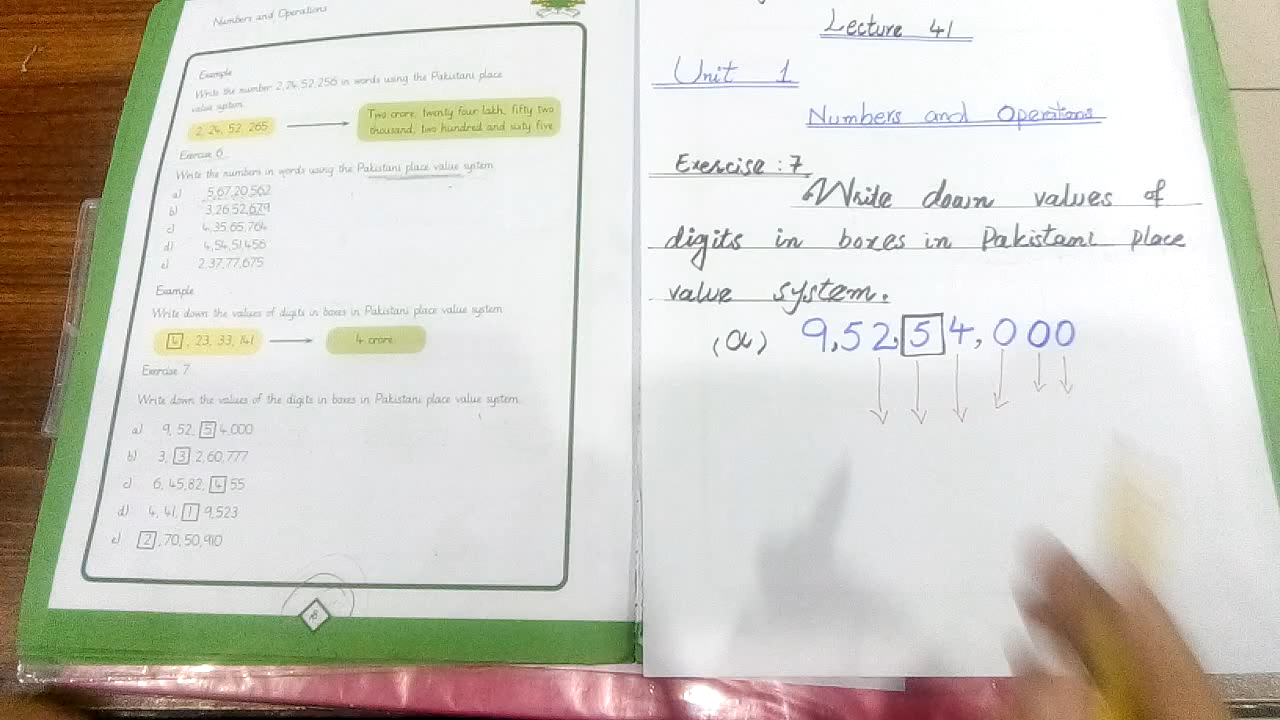 Numbers and Operations
Example
Write the number 2,24,52,256 in words using the Pakistani place
value system
2, 24, 52, 265
Two crore, twenty four lakh, fifty two
thousand, two hundred and sixty five
Exercise 6
Write the numbers in words using the Pakistani place value system
a) 5,67,20,562
b) 3,26,52,679
c) 4,35,65,764
d) 4,54,51,456
e) 2,37,77,675
Example
Write down the values of digits in boxes in Pakistani place value system
4, 23, 33, 141
4 crore
Exercise 7
Write down the values of the digits in boxes in Pakistani place value system.
a) 9, 52, 5 4,000
b) 3, 3 2,60,777
c) 6, 45,82, 4 55
d) 4, 41, 1 9,523
e) 2 ,70,50,910
8
Lecture 41
Unit 1
Numbers and Operations
Exercise : 7
Write down values of
digits in boxes in Pakistani place
value system.
(a) 9,52,54,000